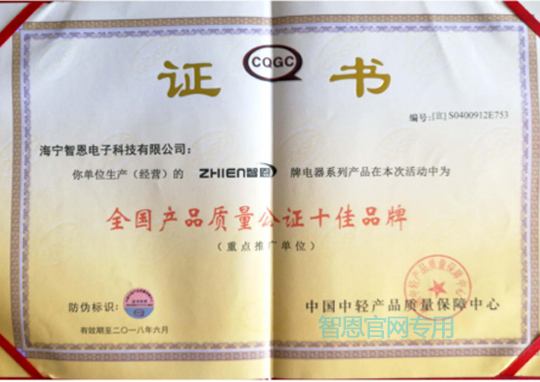 证 CQGC 书
编号:[宣] S0400912E753
海宁智恩电子科技有限公司：
你单位生产（经营）的 ZHIEN智恩 牌电器系列产品在本次活动中为
全国产品质量公证十佳品牌
（重点推广单位）
防伪标识：
中国中轻产品质量保障中心
智恩官网专用
有效期至二〇一八年六月